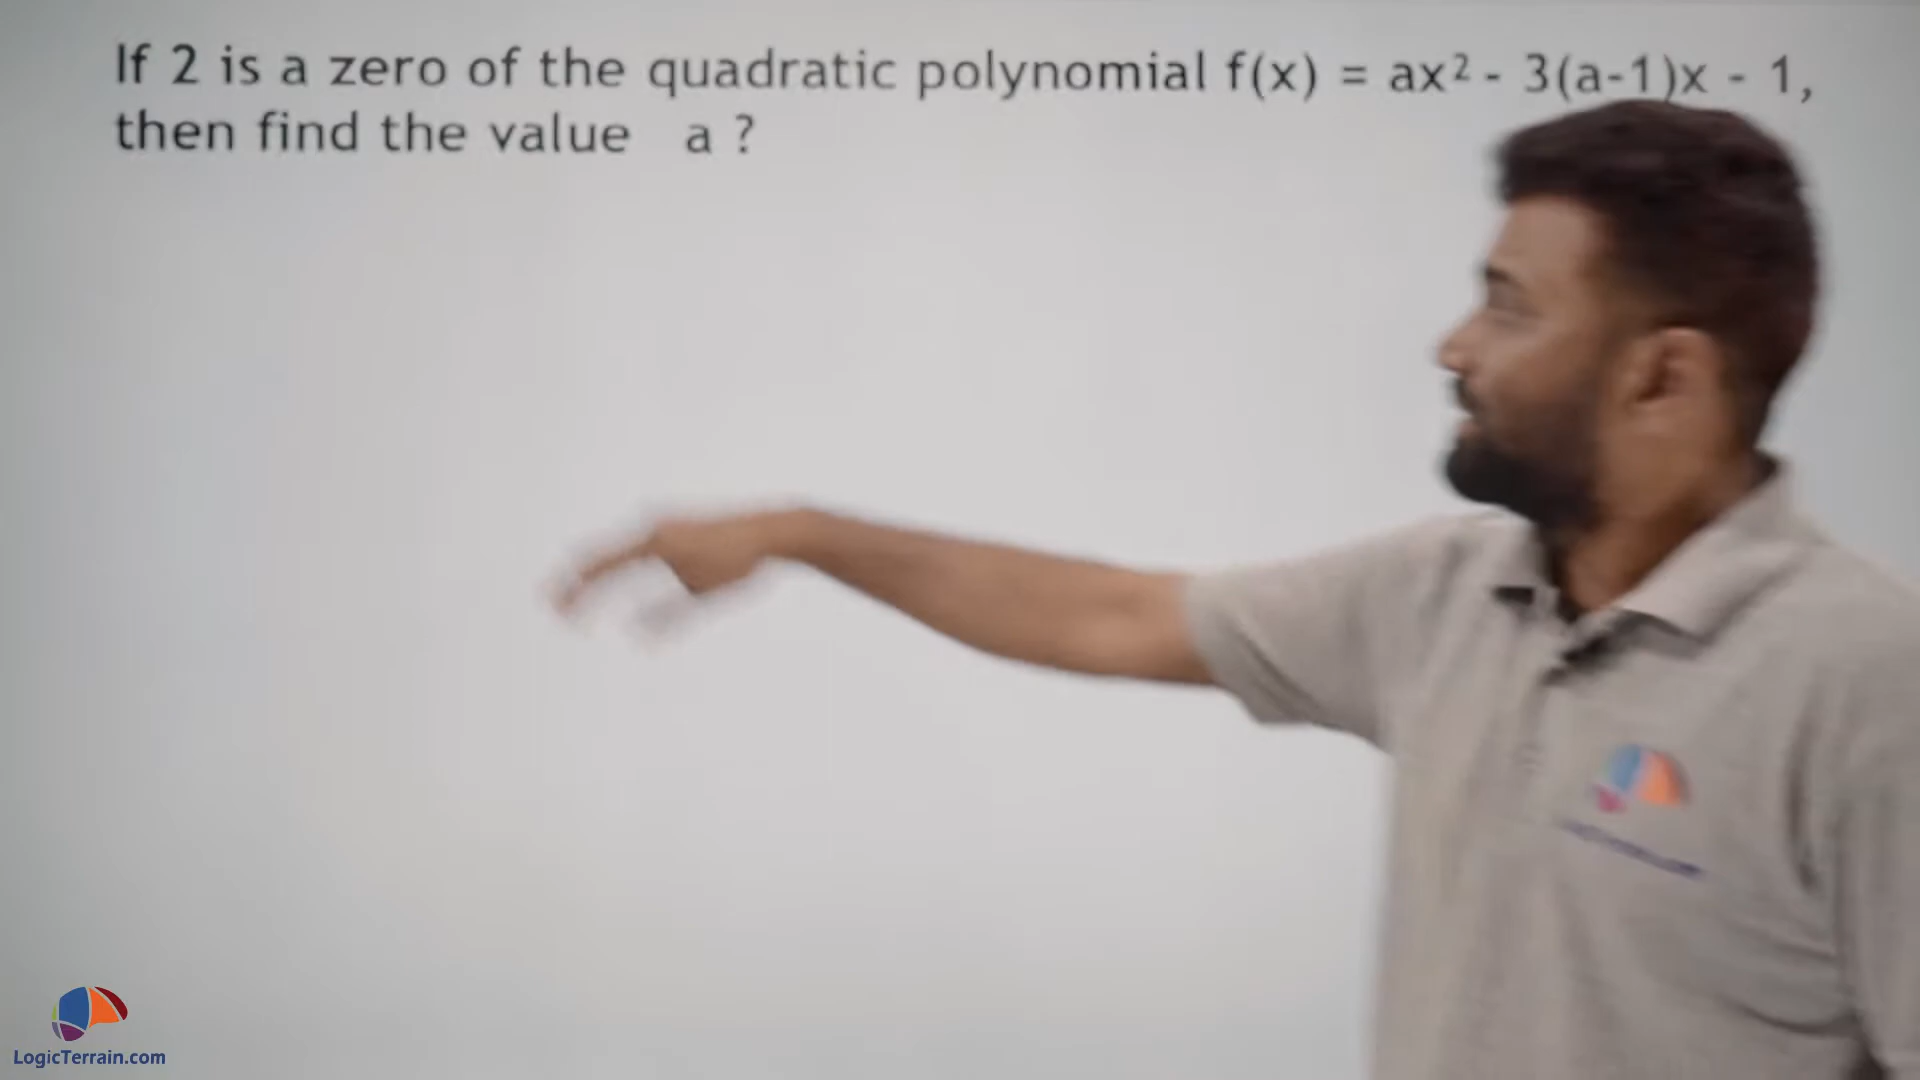 If 2 is a zero of the quadratic polynomial f(x) = ax² - 3(a-1)x - 1,
then find the value a ?
LogicTerrain.com